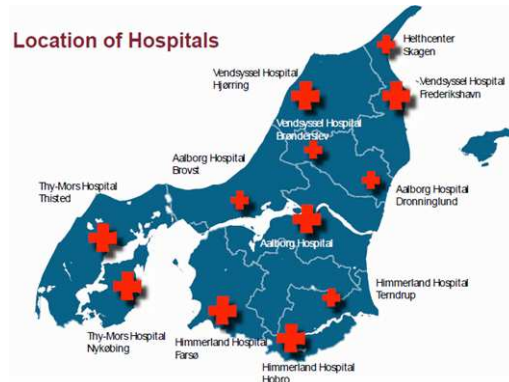 Location of Hospitals
Helthcenter
Skagen
Vendsyssel Hospital
Hjørring
Vendsyssel Hospital
Frederikshavn
Vendsyssel Hospital
Brønderslev
Aalborg Hospital
Brovst
Thy-Mors Hospital
Thisted
Aalborg Hospital
Dronninglund
Aalborg Hospital
Himmerland Hospital
Terndrup
Thy-Mors Hospital
Nykøbing
Himmerland Hospital
Farsø
Himmerland Hospital
Hobro